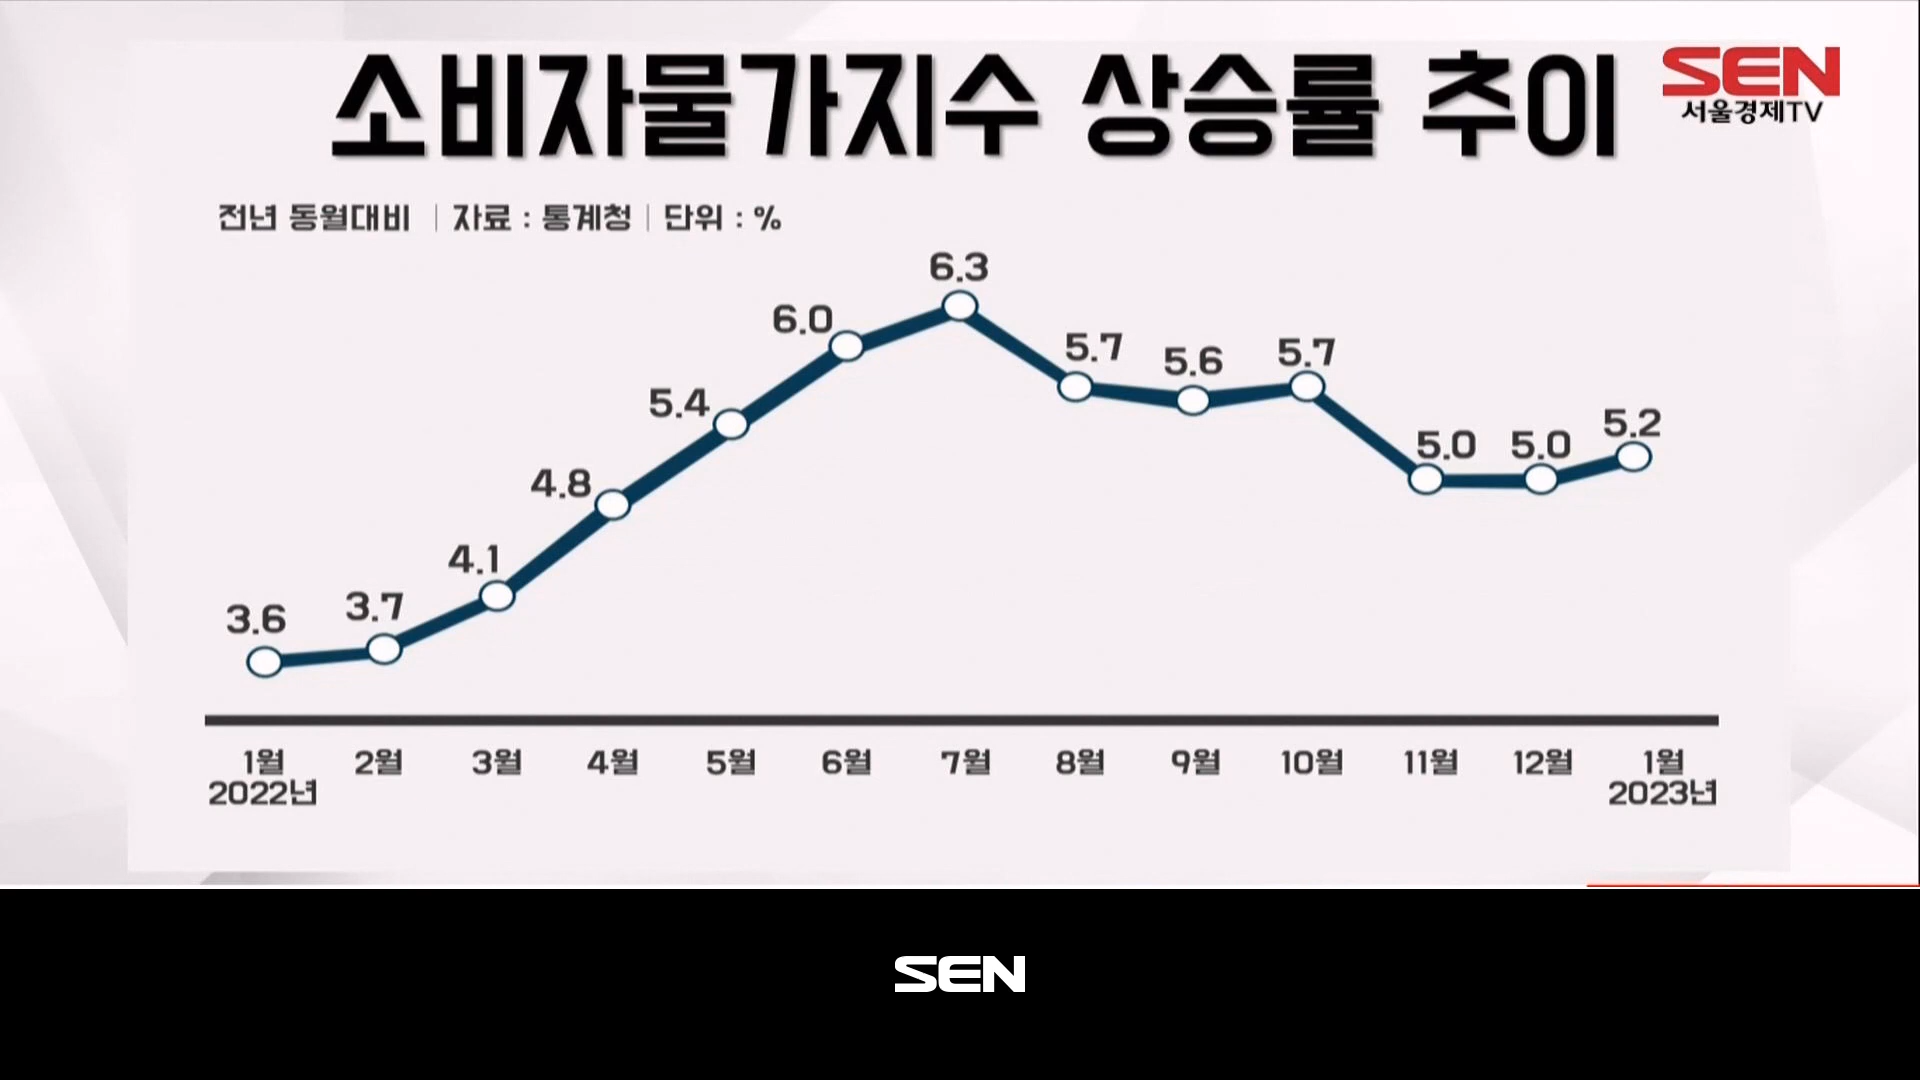 소비자물가지수 상승률 추이
SEN
서울경제TV
전년 동월대비 | 자료 : 통계청 | 단위 : %
3.6
3.7
4.1
4.8
5.4
6.0
6.3
5.7
5.6
5.7
5.0
5.0
5.2
1월 2월 3월 4월 5월 6월 7월 8월 9월 10월 11월 12월 1월
2022년 2023년
SEN